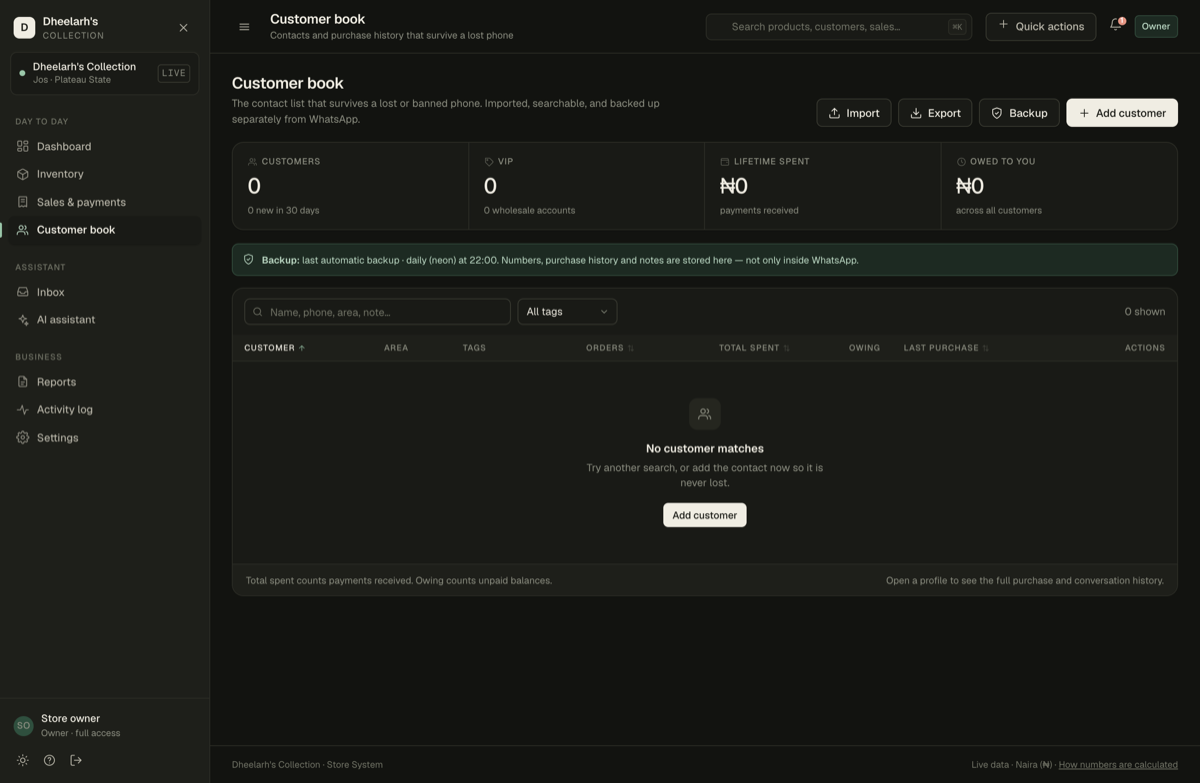 D
Dheelarh's
COLLECTION
Dheelarh's Collection
Jos · Plateau State
LIVE
DAY TO DAY
Dashboard
Inventory
Sales & payments
Customer book
ASSISTANT
Inbox
AI assistant
BUSINESS
Reports
Activity log
Settings
SO
Store owner
Owner · full access
Customer book
Contacts and purchase history that survive a lost phone
Search products, customers, sales...
⌘K
Quick actions
1
Owner
Customer book
The contact list that survives a lost or banned phone. Imported, searchable, and backed up
separately from WhatsApp.
Import
Export
Backup
Add customer
CUSTOMERS
0
0 new in 30 days
VIP
0
0 wholesale accounts
LIFETIME SPENT
₦0
payments received
OWED TO YOU
₦0
across all customers
Backup: last automatic backup · daily (neon) at 22:00. Numbers, purchase history and notes are stored here — not only inside WhatsApp.
Name, phone, area, note...
All tags
0 shown
CUSTOMER AREA TAGS ORDERS TOTAL SPENT OWING LAST PURCHASE ACTIONS
No customer matches
Try another search, or add the contact now so it is
never lost.
Add customer
Total spent counts payments received. Owing counts unpaid balances.
Open a profile to see the full purchase and conversation history.
Dheelarh's Collection · Store System
Live data · Naira (₦) · How numbers are calculated